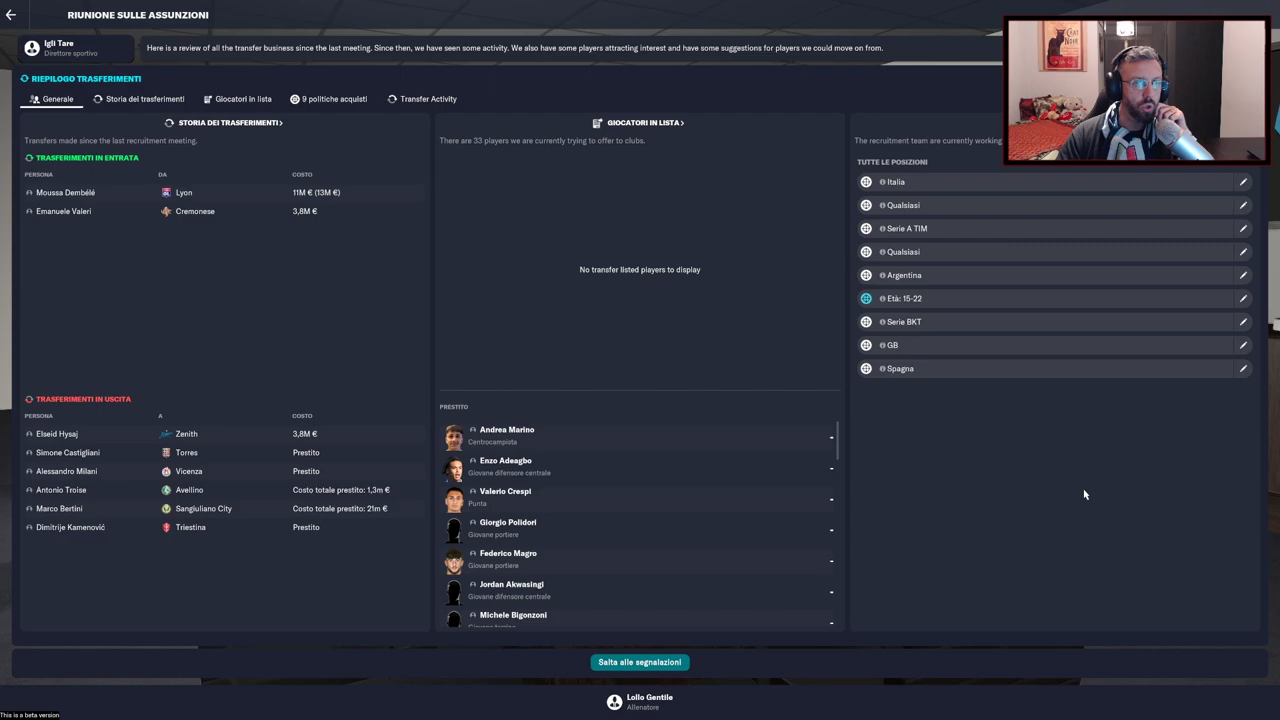 RIUNIONE SULLE ASSUNZIONI
Igli Tare
Direttore sportivo
Here is a review of all the transfer business since the last meeting. Since then, we have seen some activity. We also have some players attracting interest and have some suggestions for players we could move on from.
RIEPILOGO TRASFERIMENTI
Generale
Storia dei trasferimenti
Giocatori in lista
9 politiche acquisti
Transfer Activity
STORIA DEI TRASFERIMENTI
Transfers made since the last recruitment meeting.
TRASFERIMENTI IN ENTRATA
PERSONA DA COSTO
Moussa Dembélé Lyon 11M € (13M €)
Emanuele Valeri Cremonese 3,8M €
TRASFERIMENTI IN USCITA
PERSONA A COSTO
Elseid Hysaj Zenith 3,8M €
Simone Castigliani Torres Prestito
Alessandro Milani Vicenza Prestito
Antonio Troise Avellino Costo totale prestito: 1,3m €
Marco Bertini Sangiuliano City Costo totale prestito: 21m €
Dimitrije Kamenović Triestina Prestito
GIOCATORI IN LISTA
There are 33 players we are currently trying to offer to clubs.
No transfer listed players to display
PRESTITO
Andrea Marino
Centrocampista
-
Enzo Adeagbo
Giovane difensore centrale
-
Valerio Crespi
Punta
-
Giorgio Polidori
Giovane portiere
-
Federico Magro
Giovane portiere
-
Jordan Akwasingi
Giovane difensore centrale
-
Michele Bigonzoni
Giovane terzino
-
The recruitment team are currently working
TUTTE LE POSIZIONI
Italia
Qualsiasi
Serie A TIM
Qualsiasi
Argentina
Età: 15-22
Serie BKT
GB
Spagna
CHAT
NOIR
Salta alle segnalazioni
Lollo Gentile
Allenatore
This is a beta version